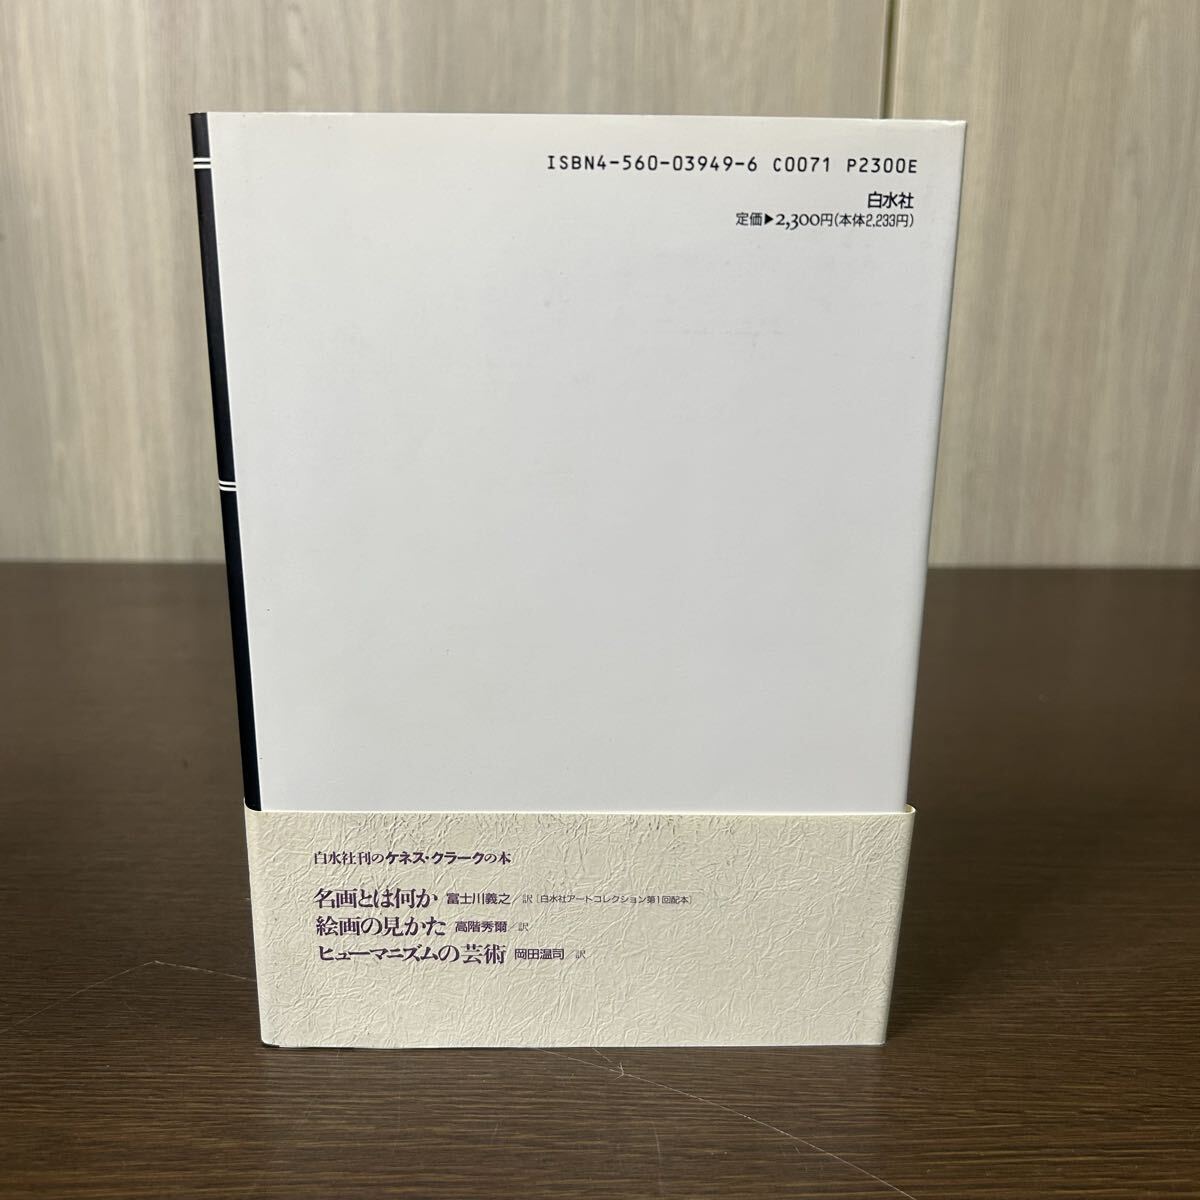 ISBN4-560-03949-6 C0071 P2300E
白水社
定価▶2,300円(本体2,233円)
白水社刊のケネス・クラークの本
名画とは何か 富士川義之/訳[白水社アートコレクション第1回配本]
絵画の見かた 高階秀爾/訳
ヒューマニズムの芸術 岡田温司/訳